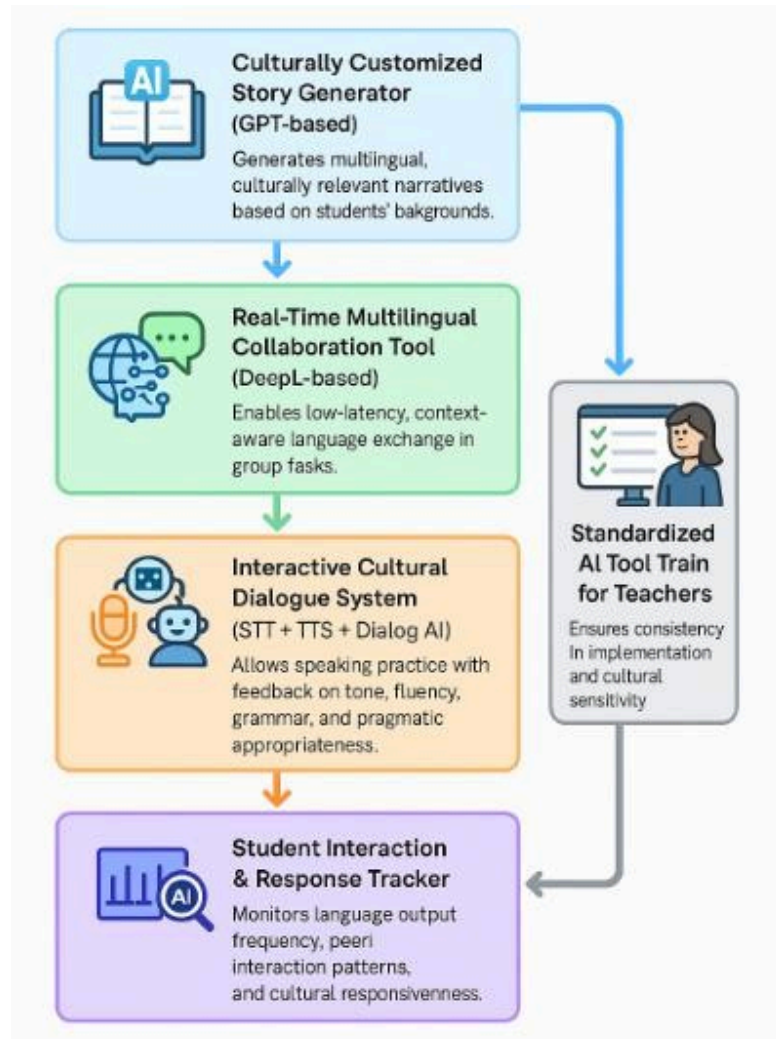 AI
Culturally Customized
Story Generator
(GPT-based)
Generates multiingual,
culturally relevant narratives
based on students' bakgrounds.
Real-Time Multilingual
Collaboration Tool
(DeepL-based)
Enables low-latency, context-
aware language exchange in
group fasks.
Interactive Cultural
Dialogue System
(STT + TTS + Dialog AI)
Allows speaking practice with
feedback on tone, fluency,
grammar, and pragmatic
appropriateness.
Standardized
AI Tool Train
for Teachers
Ensures consistency
In implementation
and cultural
sensitivity
AI
Student Interaction
& Response Tracker
Monitors language output
frequency, peeri
interaction patterns,
and cultural responsivenness.